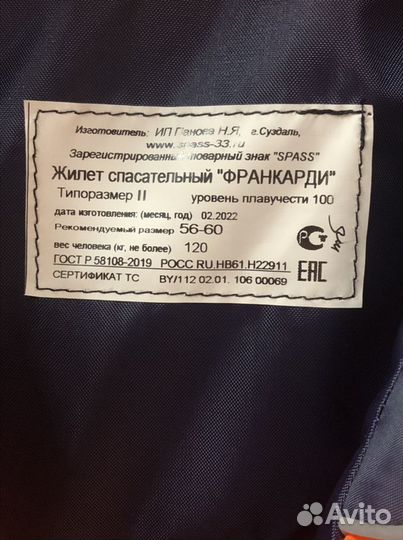 Изготовитель: ИП Панова Н.Я, г.Суздаль,
www.spass-33.ru
Зарегистрированный товарный знак "SPASS"
Жилет спасательный "ФРАНКАРДИ"
Типоразмер II уровень плавучести 100
дата изготовления: (месяц, год) 02.2022
Рекомендуемый размер 56-60
вес человека (кг, не более) 120
ГОСТ Р 58108-2019 РОСС RU.НВ61.Н22911
СЕРТИФИКАТ ТС BY/112 02.01. 106 00069
EAC
Avito